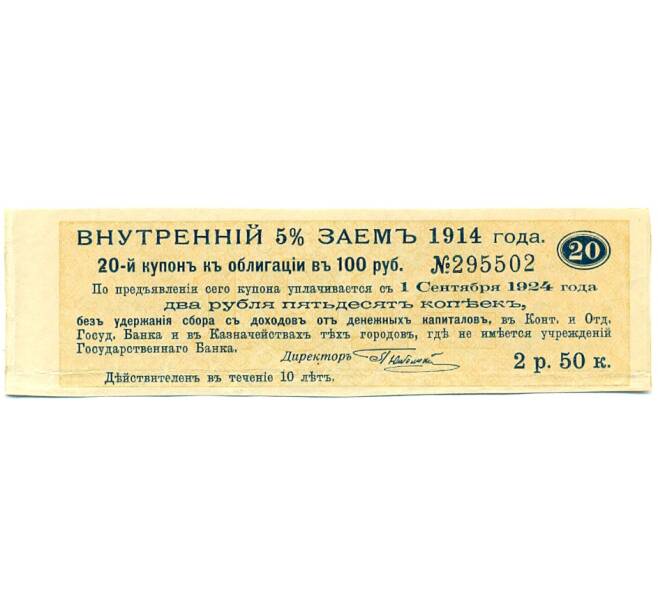 ВНУТРЕННІЙ 5% ЗАЕМЪ 1914 года.
20
20-й купонъ къ облигаціи въ 100 руб. №295502
По предъявленіи сего купона уплачивается съ 1 Сентября 1924 года
два рубля пятьдесятъ копѣекъ,
безъ удержанія сбора съ доходовъ отъ денежныхъ капиталовъ, въ Конт. и Отд.
Госуд. Банка и въ Казначействахъ тѣхъ городовъ, гдѣ не имѣется учрежденій
Государственнаго Банка.
Директоръ
2 р. 50 к.
Дѣйствителенъ въ теченіе 10 лѣтъ.